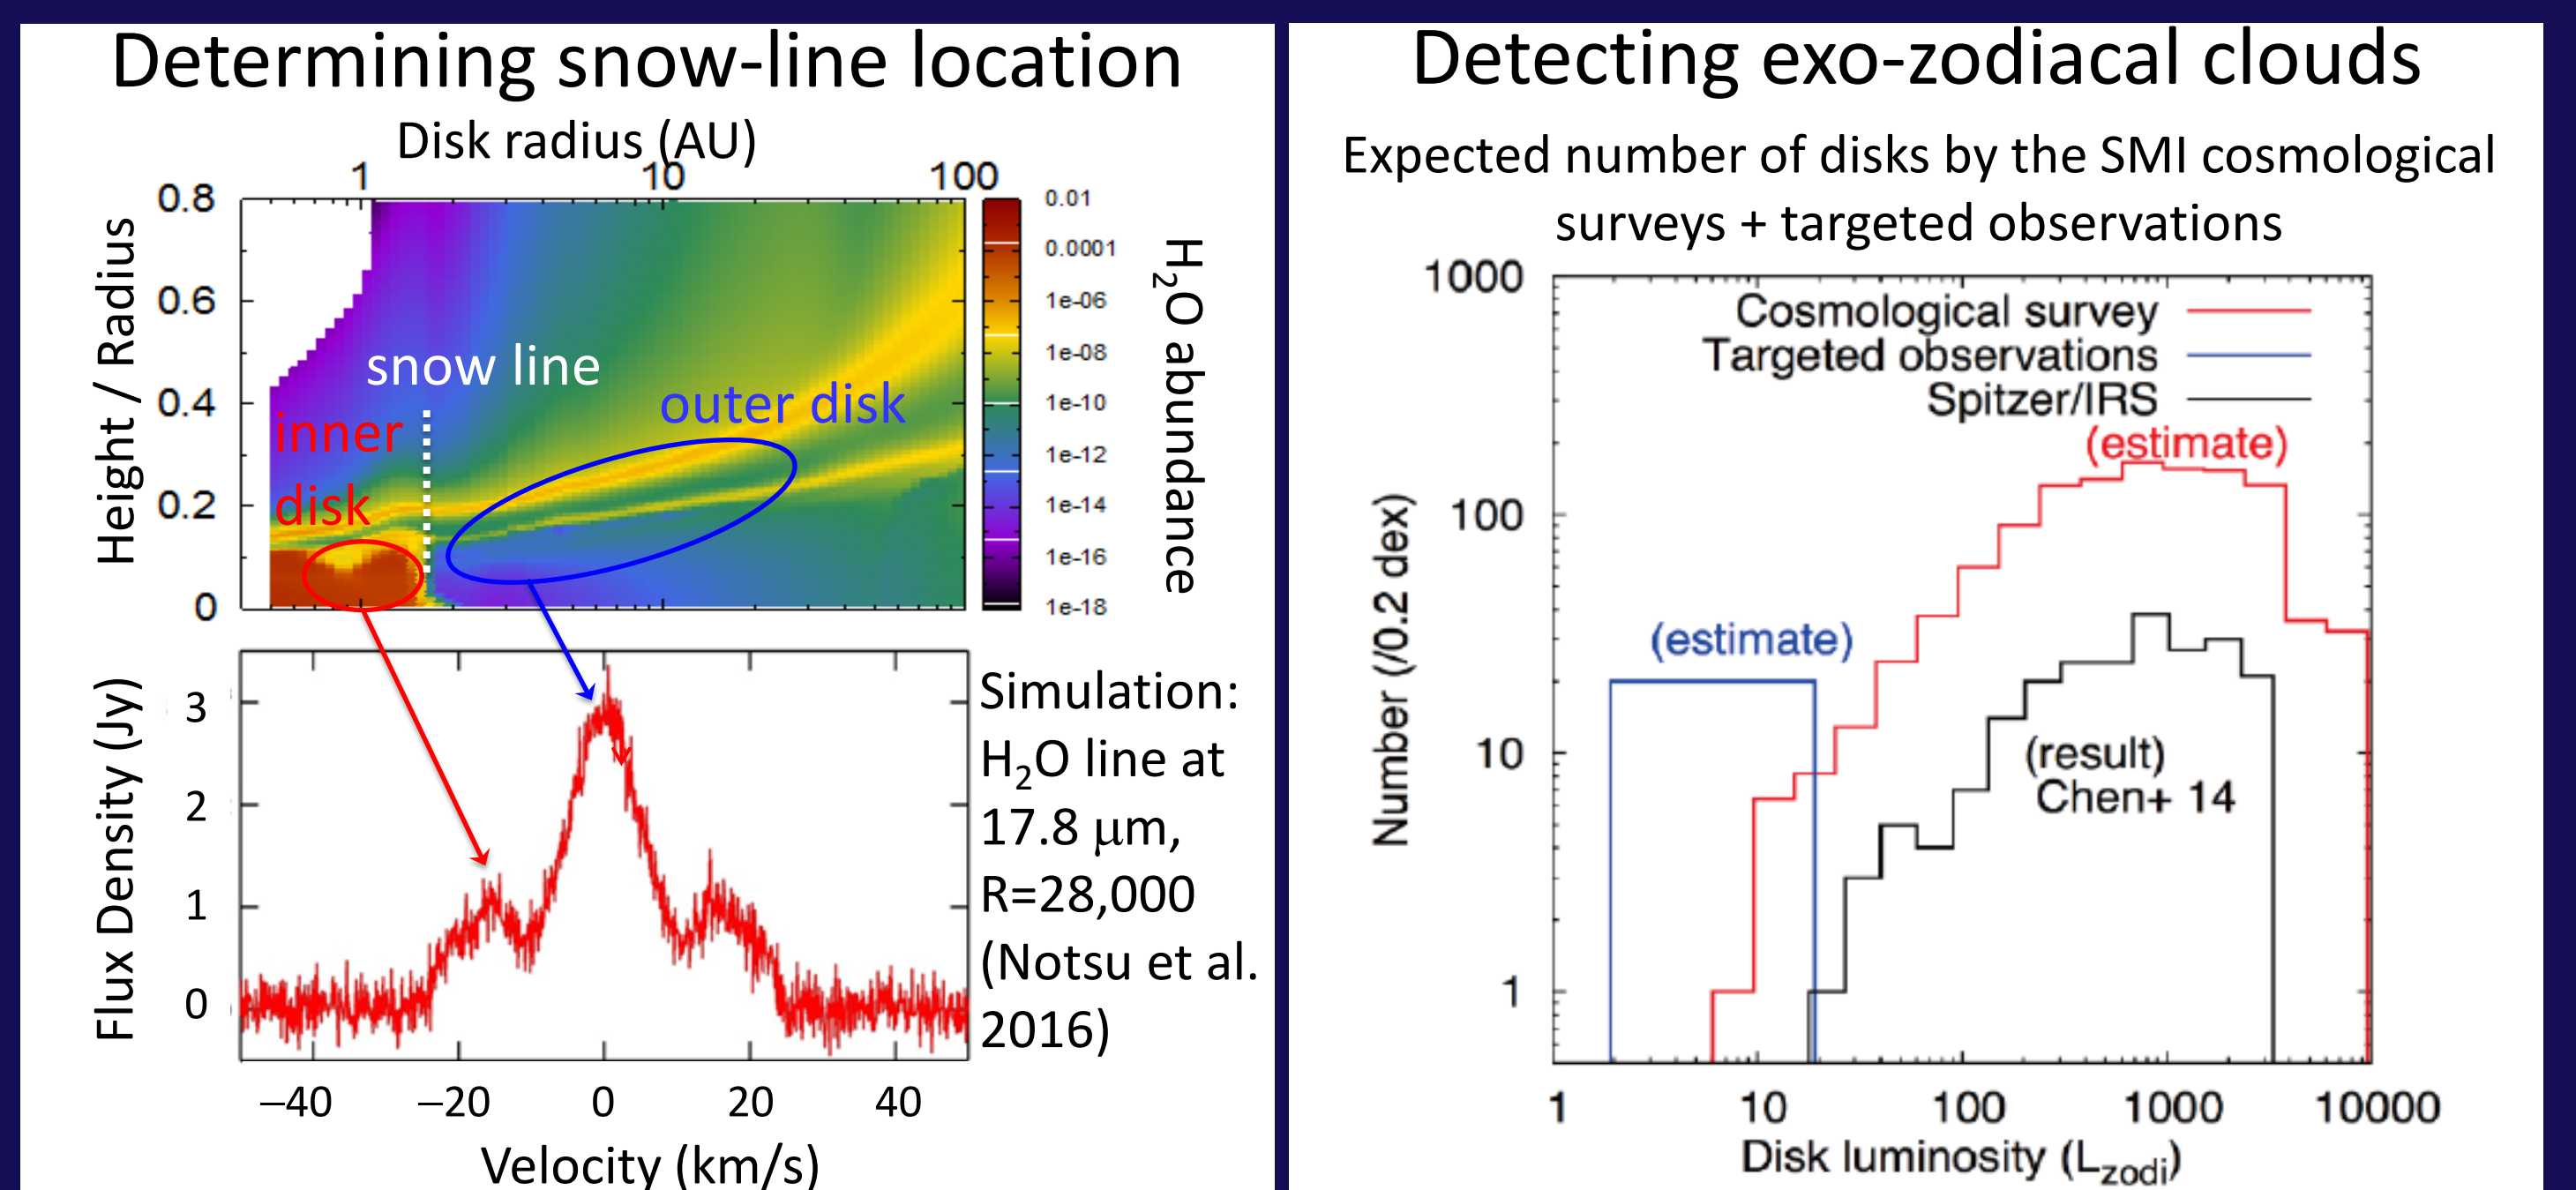 Determining snow-line location
Disk radius (AU)
1 10 100
0.8
0.6
0.4
0.2
0
Height / Radius
snow line
inner
disk
outer disk
0.01
0.0001
1e-06
1e-08
1e-10
1e-12
1e-14
1e-16
1e-18
H₂O abundance
3
2
1
0
Flux Density (Jy)
−40 −20 0 20 40
Velocity (km/s)
Simulation:
H₂O line at
17.8 μm,
R=28,000
(Notsu et al.
2016)
Detecting exo-zodiacal clouds
Expected number of disks by the SMI cosmological
surveys + targeted observations
1000
100
10
1
Number (/0.2 dex)
Cosmological survey
Targeted observations
Spitzer/IRS
(estimate)
(estimate)
(result)
Chen+ 14
1 10 100 1000 10000
Disk luminosity (Lzodi)